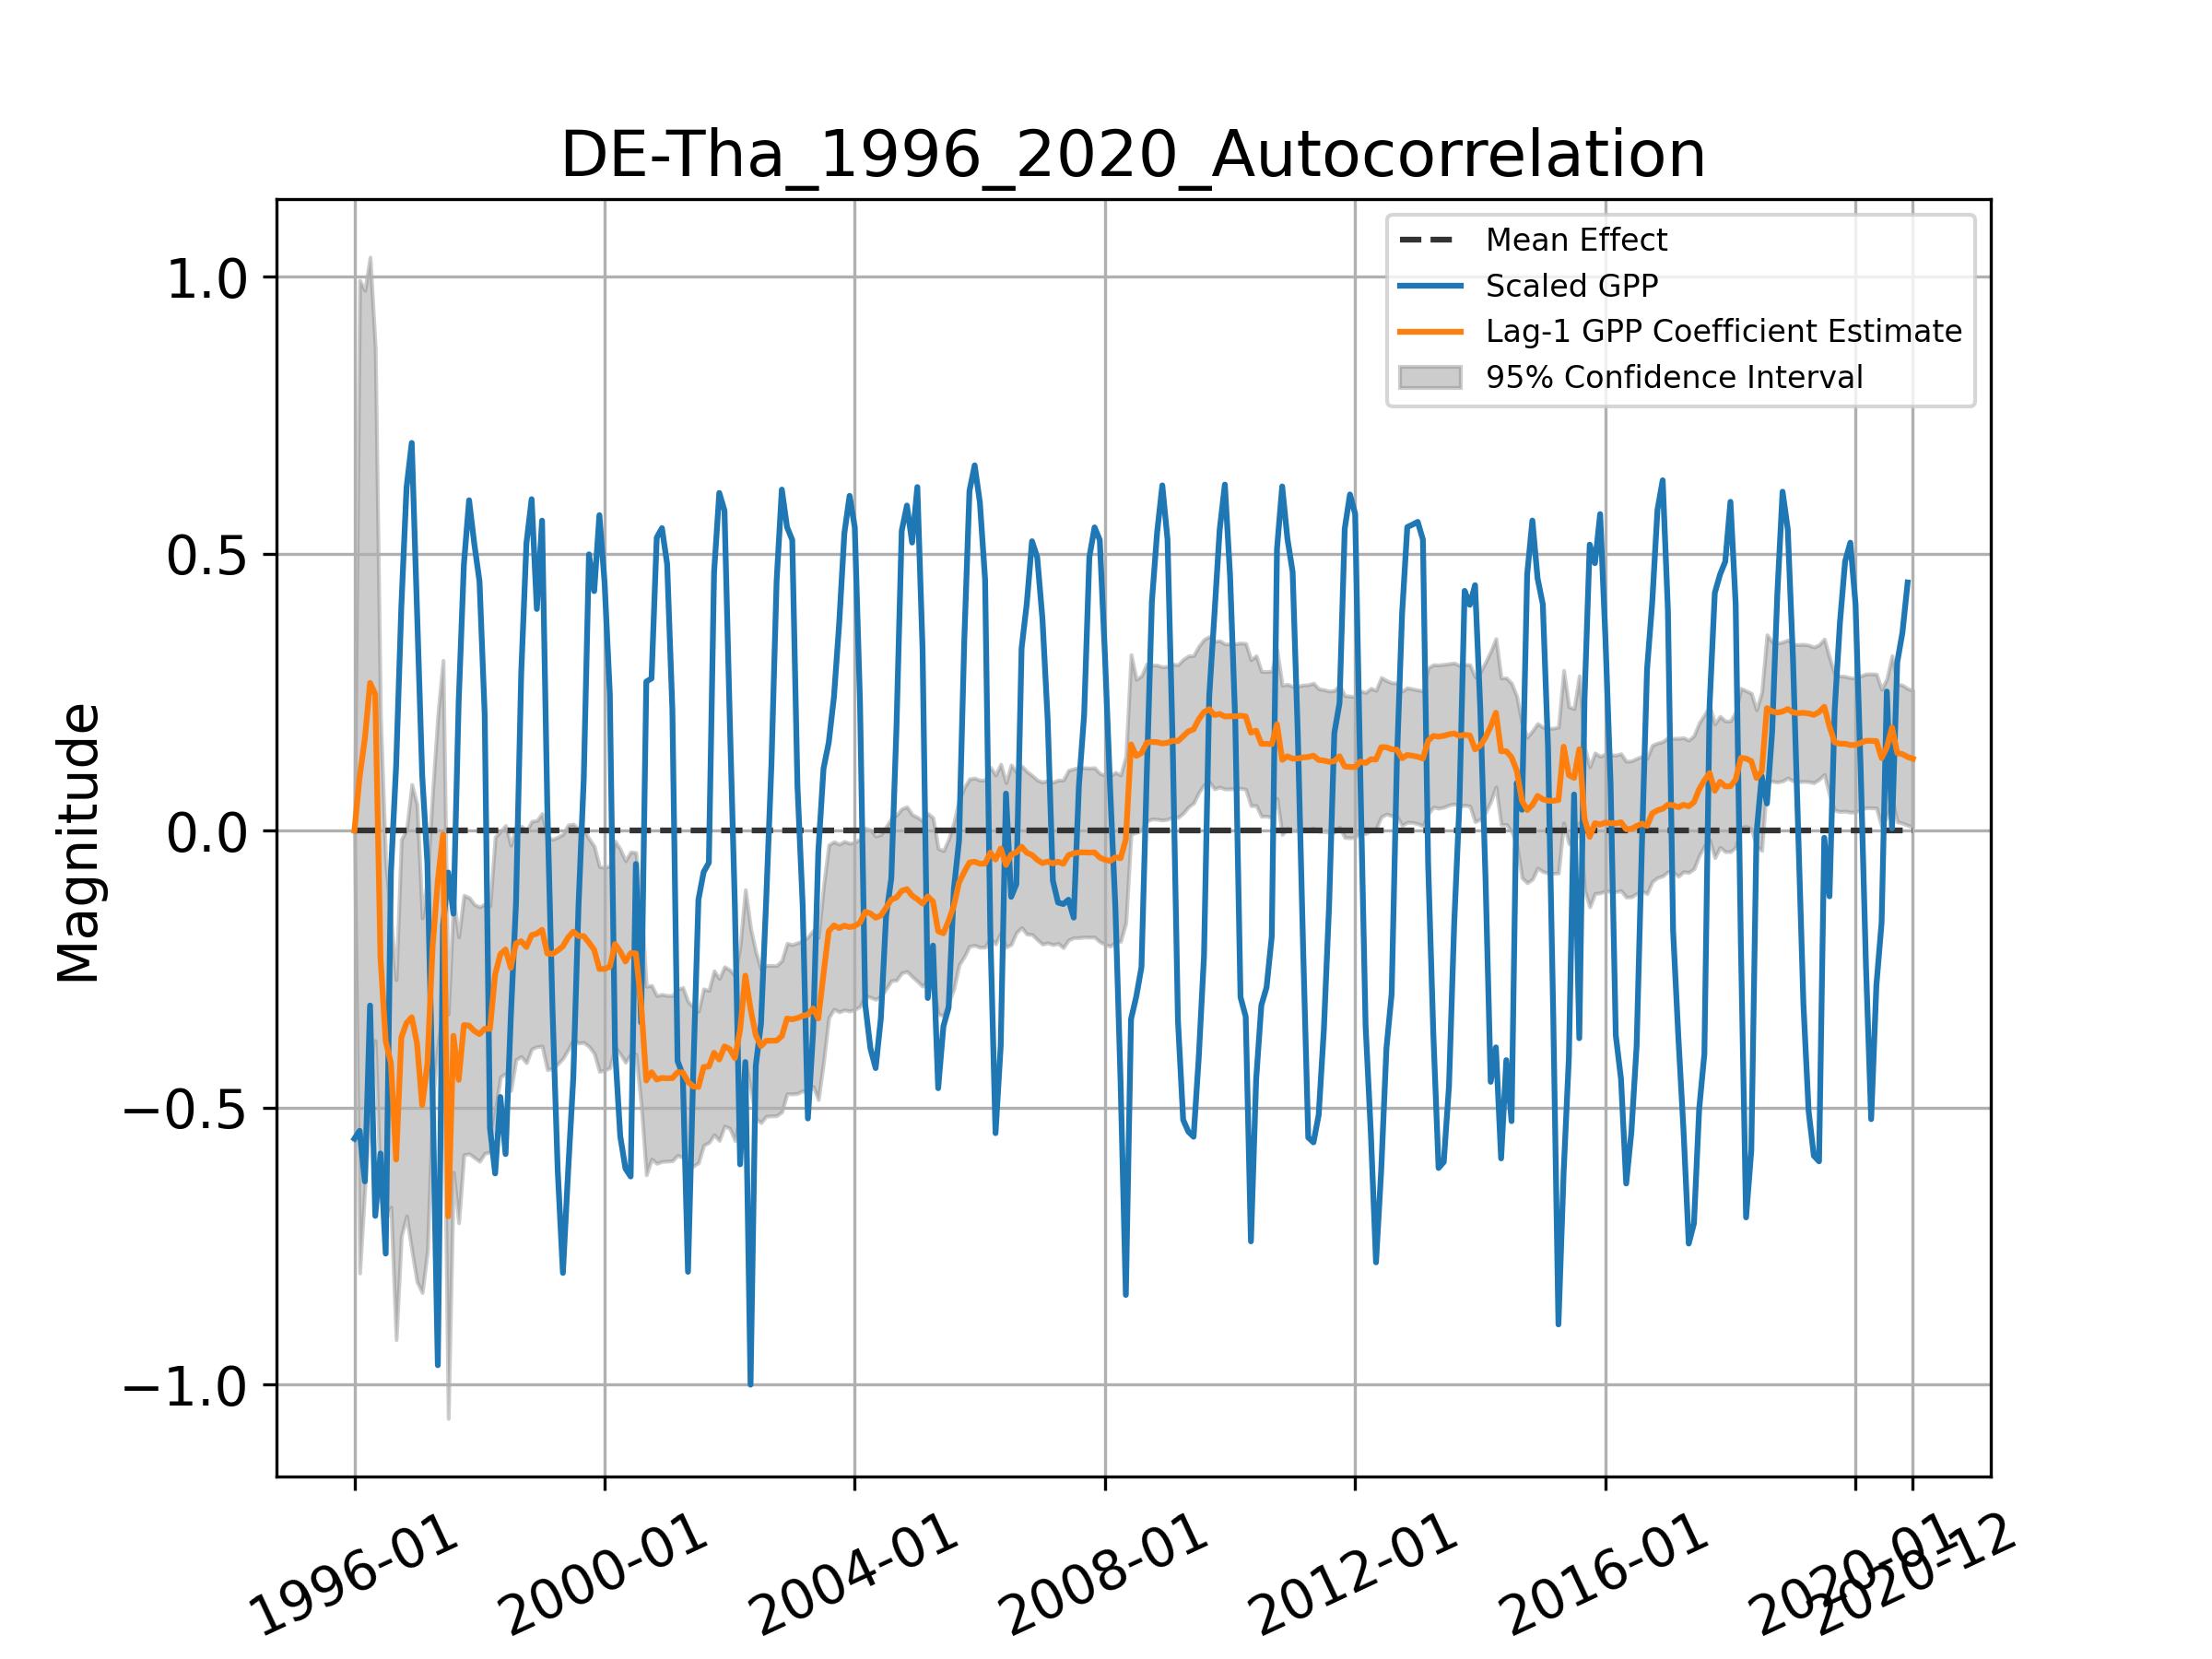 DE-Tha_1996_2020_Autocorrelation
Mean Effect
Scaled GPP
Lag-1 GPP Coefficient Estimate
95% Confidence Interval
Magnitude
1.0
0.5
0.0
−0.5
−1.0
1996-01
2000-01
2004-01
2008-01
2012-01
2016-01
2020-01
2020-12